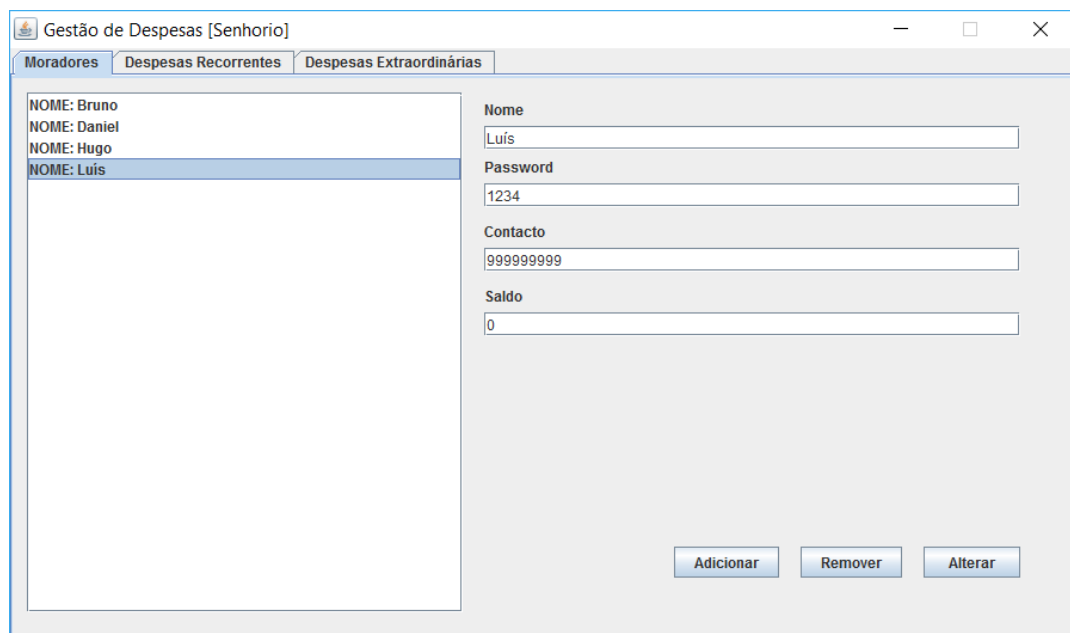 Gestão de Despesas [Senhorio]
Moradores Despesas Recorrentes Despesas Extraordinárias
NOME: Bruno
NOME: Daniel
NOME: Hugo
NOME: Luís
Nome
Luís
Password
1234
Contacto
999999999
Saldo
0
Adicionar Remover Alterar